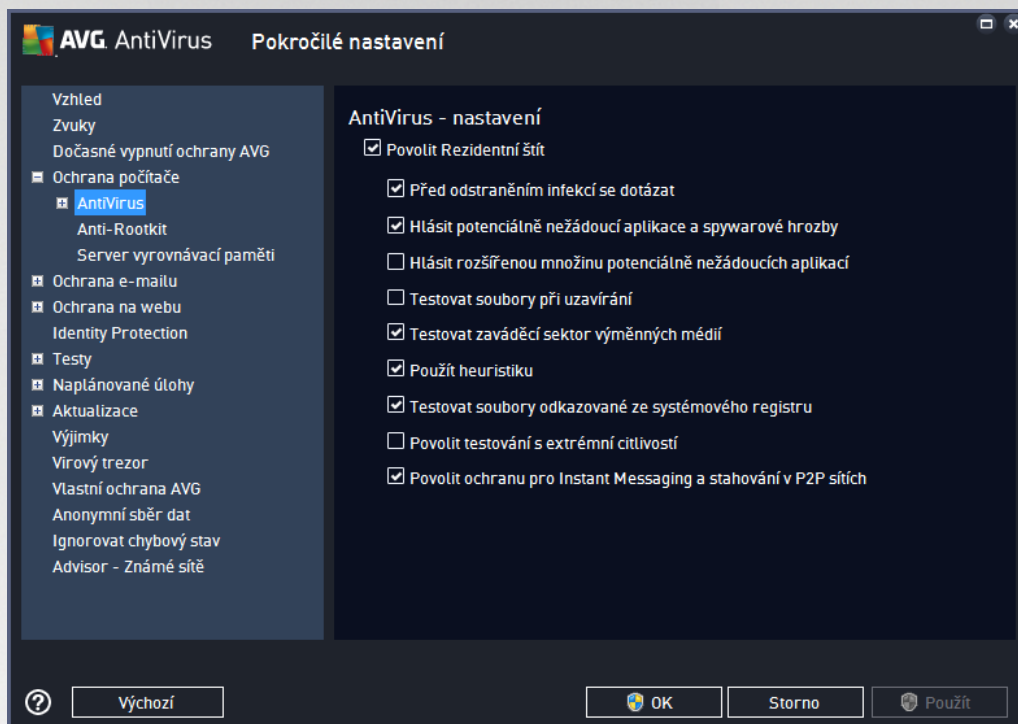 AVG AntiVirus Pokročilé nastavení
Vzhled
Zvuky
Dočasné vypnutí ochrany AVG
Ochrana počítače
AntiVirus
Anti-Rootkit
Server vyrovnávací paměti
Ochrana e-mailu
Ochrana na webu
Identity Protection
Testy
Naplánované úlohy
Aktualizace
Výjimky
Virový trezor
Vlastní ochrana AVG
Anonymní sběr dat
Ignorovat chybový stav
Advisor - Známé sítě
AntiVirus - nastavení
Povolit Rezidentní štít
Před odstraněním infekcí se dotázat
Hlásit potenciálně nežádoucí aplikace a spywarové hrozby
Hlásit rozšířenou množinu potenciálně nežádoucích aplikací
Testovat soubory při uzavírání
Testovat zaváděcí sektor výměnných médií
Použít heuristiku
Testovat soubory odkazované ze systémového registru
Povolit testování s extrémní citlivostí
Povolit ochranu pro Instant Messaging a stahování v P2P sítích
Výchozí
OK
Storno
Použít